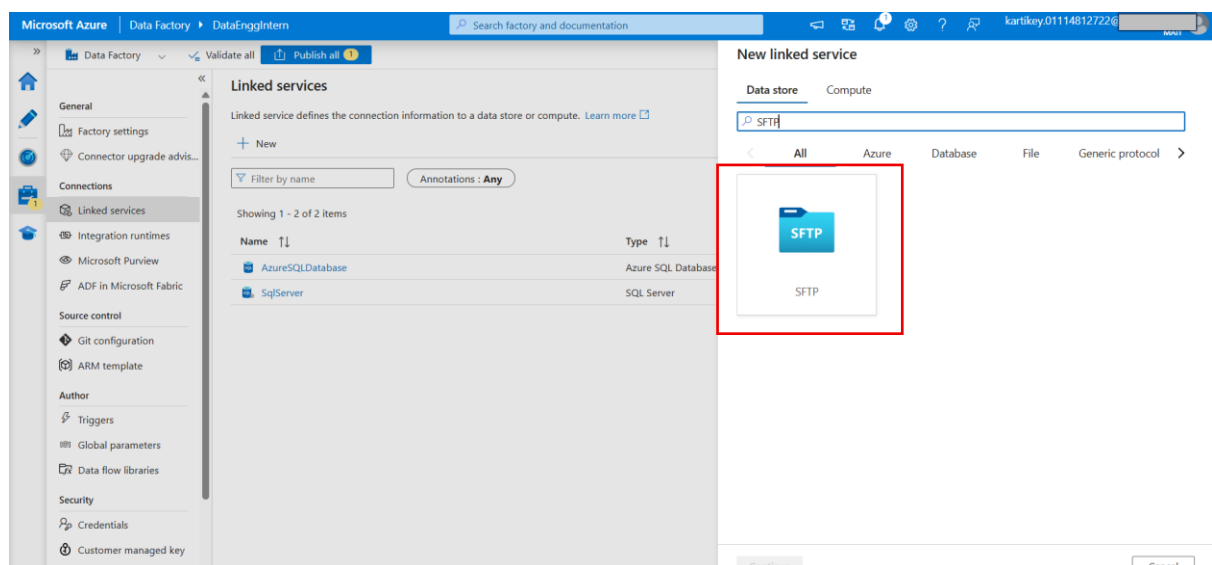 Microsoft Azure Data Factory DataEnggIntern
Search factory and documentation
1
kartikey.01114812722@
Data Factory
Validate all
Publish all 1
General
Factory settings
Connector upgrade advis...
Connections
Linked services
1
Integration runtimes
Microsoft Purview
ADF in Microsoft Fabric
Source control
Git configuration
ARM template
Author
Triggers
Global parameters
Data flow libraries
Security
Credentials
Customer managed key
Linked services
Linked service defines the connection information to a data store or compute. Learn more
New
Filter by name
Annotations : Any
Showing 1 - 2 of 2 items
Name Type
AzureSQLDatabase Azure SQL Database
SqlServer SQL Server
New linked service
Data store Compute
SFTP
All Azure Database File Generic protocol
SFTP
SFTP